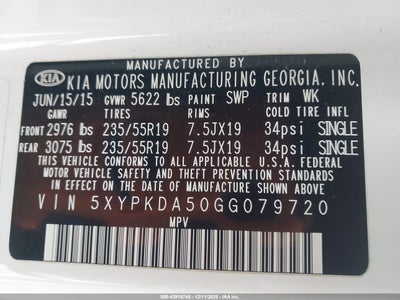 MANUFACTURED BY
KIA KIA MOTORS MANUFACTURING GEORGIA, INC.
JUN/15/15 GVWR 5622 lbs PAINT SWP TRIM WK
GAWR TIRES RIMS COLD TIRE INFL
FRONT 2976 lbs 235/55R19 7.5JX19 34psi SINGLE
REAR 3075 lbs 235/55R19 7.5JX19 34psi SINGLE
THIS VEHICLE CONFORMS TO ALL APPLICABLE U.S. FEDERAL
MOTOR VEHICLE SAFETY AND THEFT PREVENTION STANDARDS
IN EFFECT ON THE DATE OF MANUFACTURE SHOWN ABOVE.
VIN 5XYPKDA50GG079720
MPV